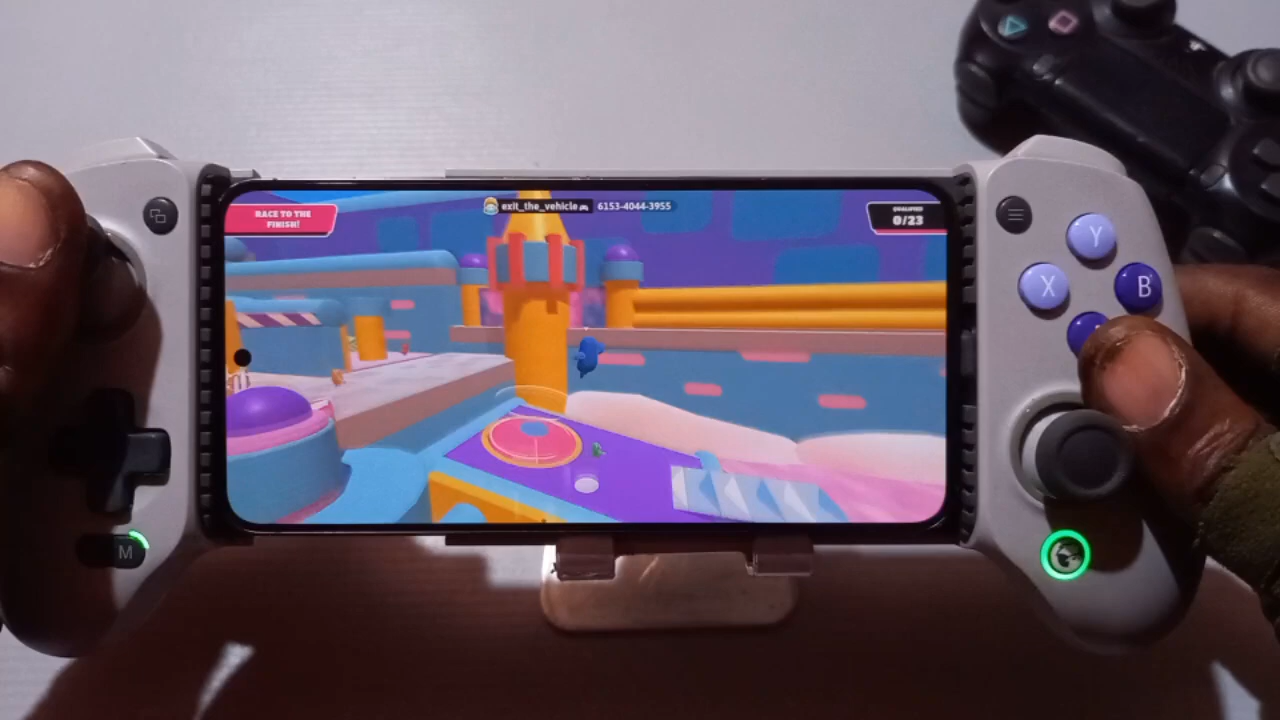 RACE TO THE
FINISH!
exit_the_vehicle 6153-4044-3955
QUALIFIED
0/23
Y
X
B
M